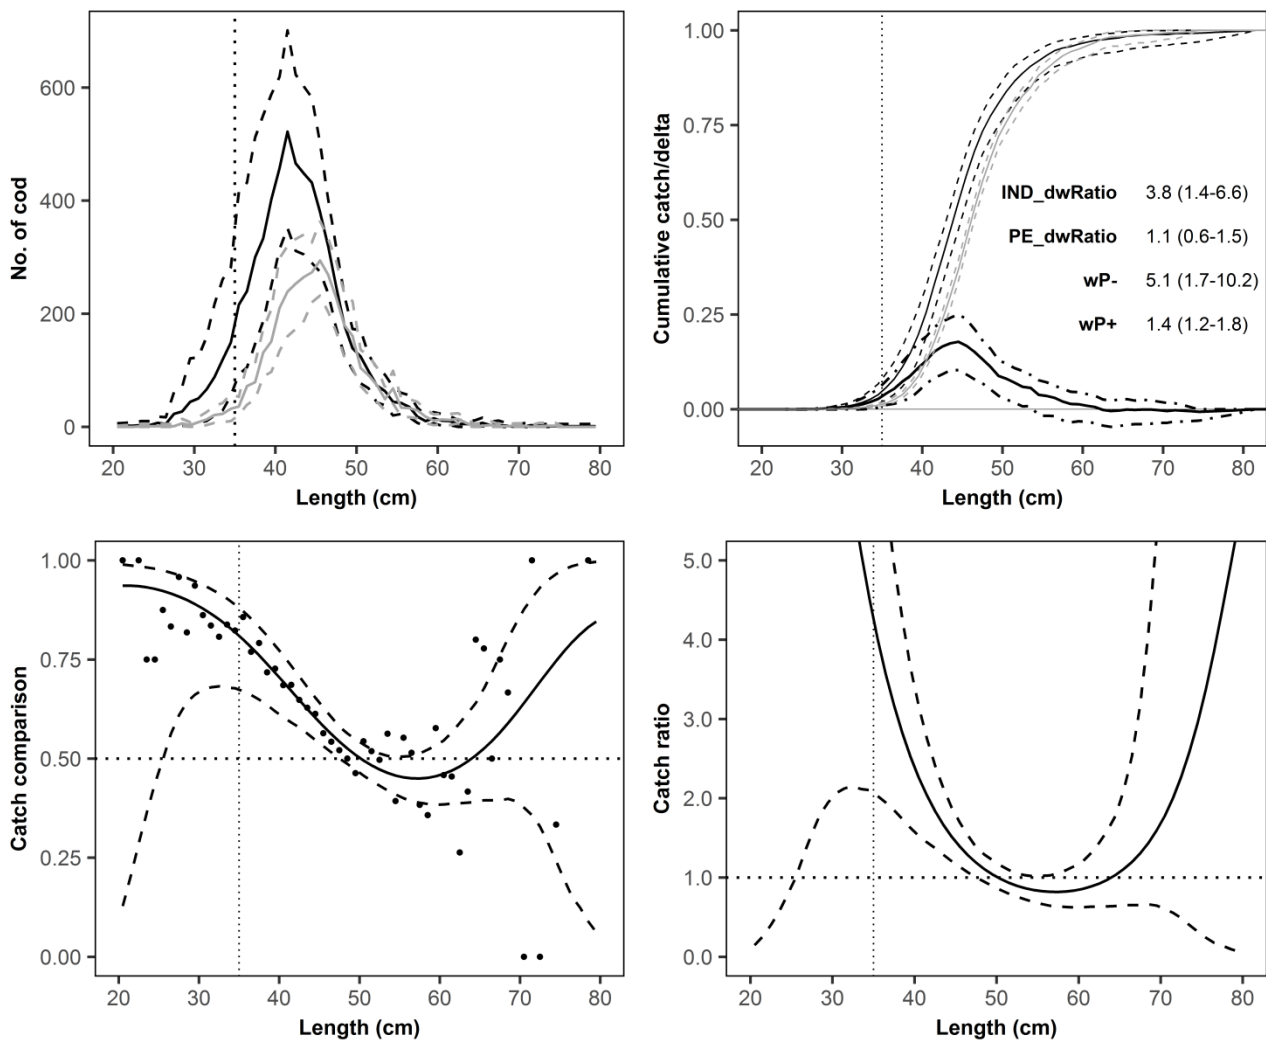 No. of cod
600
400
200
0
20 30 40 50 60 70 80
Length (cm)
Cumulative catch/delta
1.00
0.75
0.50
0.25
0.00
IND_dwRatio 3.8 (1.4-6.6)
PE_dwRatio 1.1 (0.6-1.5)
wP- 5.1 (1.7-10.2)
wP+ 1.4 (1.2-1.8)
20 30 40 50 60 70 80
Length (cm)
Catch comparison
1.00
0.75
0.50
0.25
0.00
20 30 40 50 60 70 80
Length (cm)
Catch ratio
5.0
4.0
3.0
2.0
1.0
0.0
20 30 40 50 60 70 80
Length (cm)